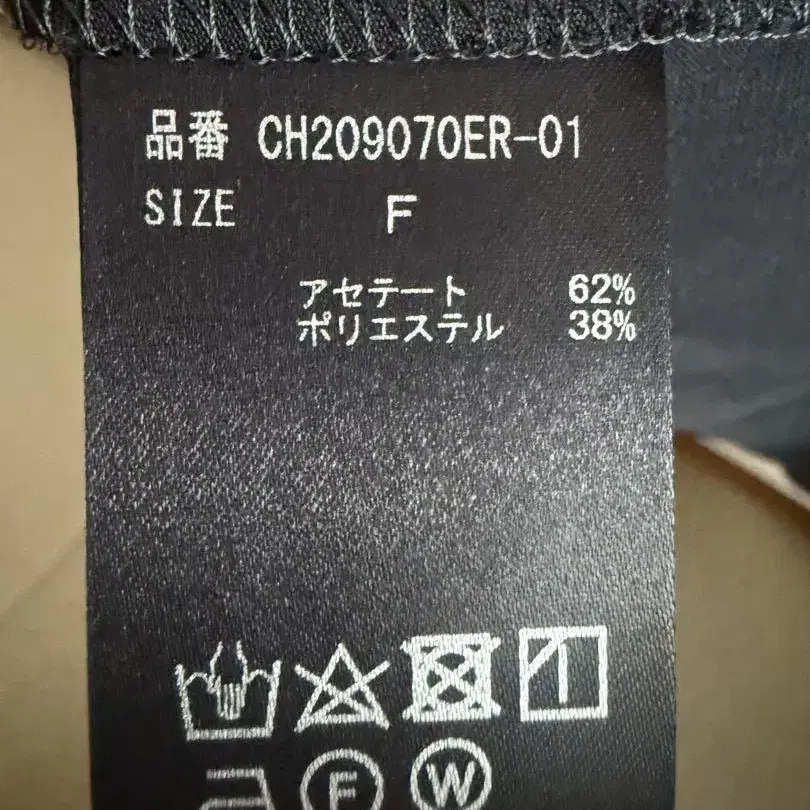 品番 CH209070ER-01
SIZE F
アセテート 62%
ポリエステル 38%
F W